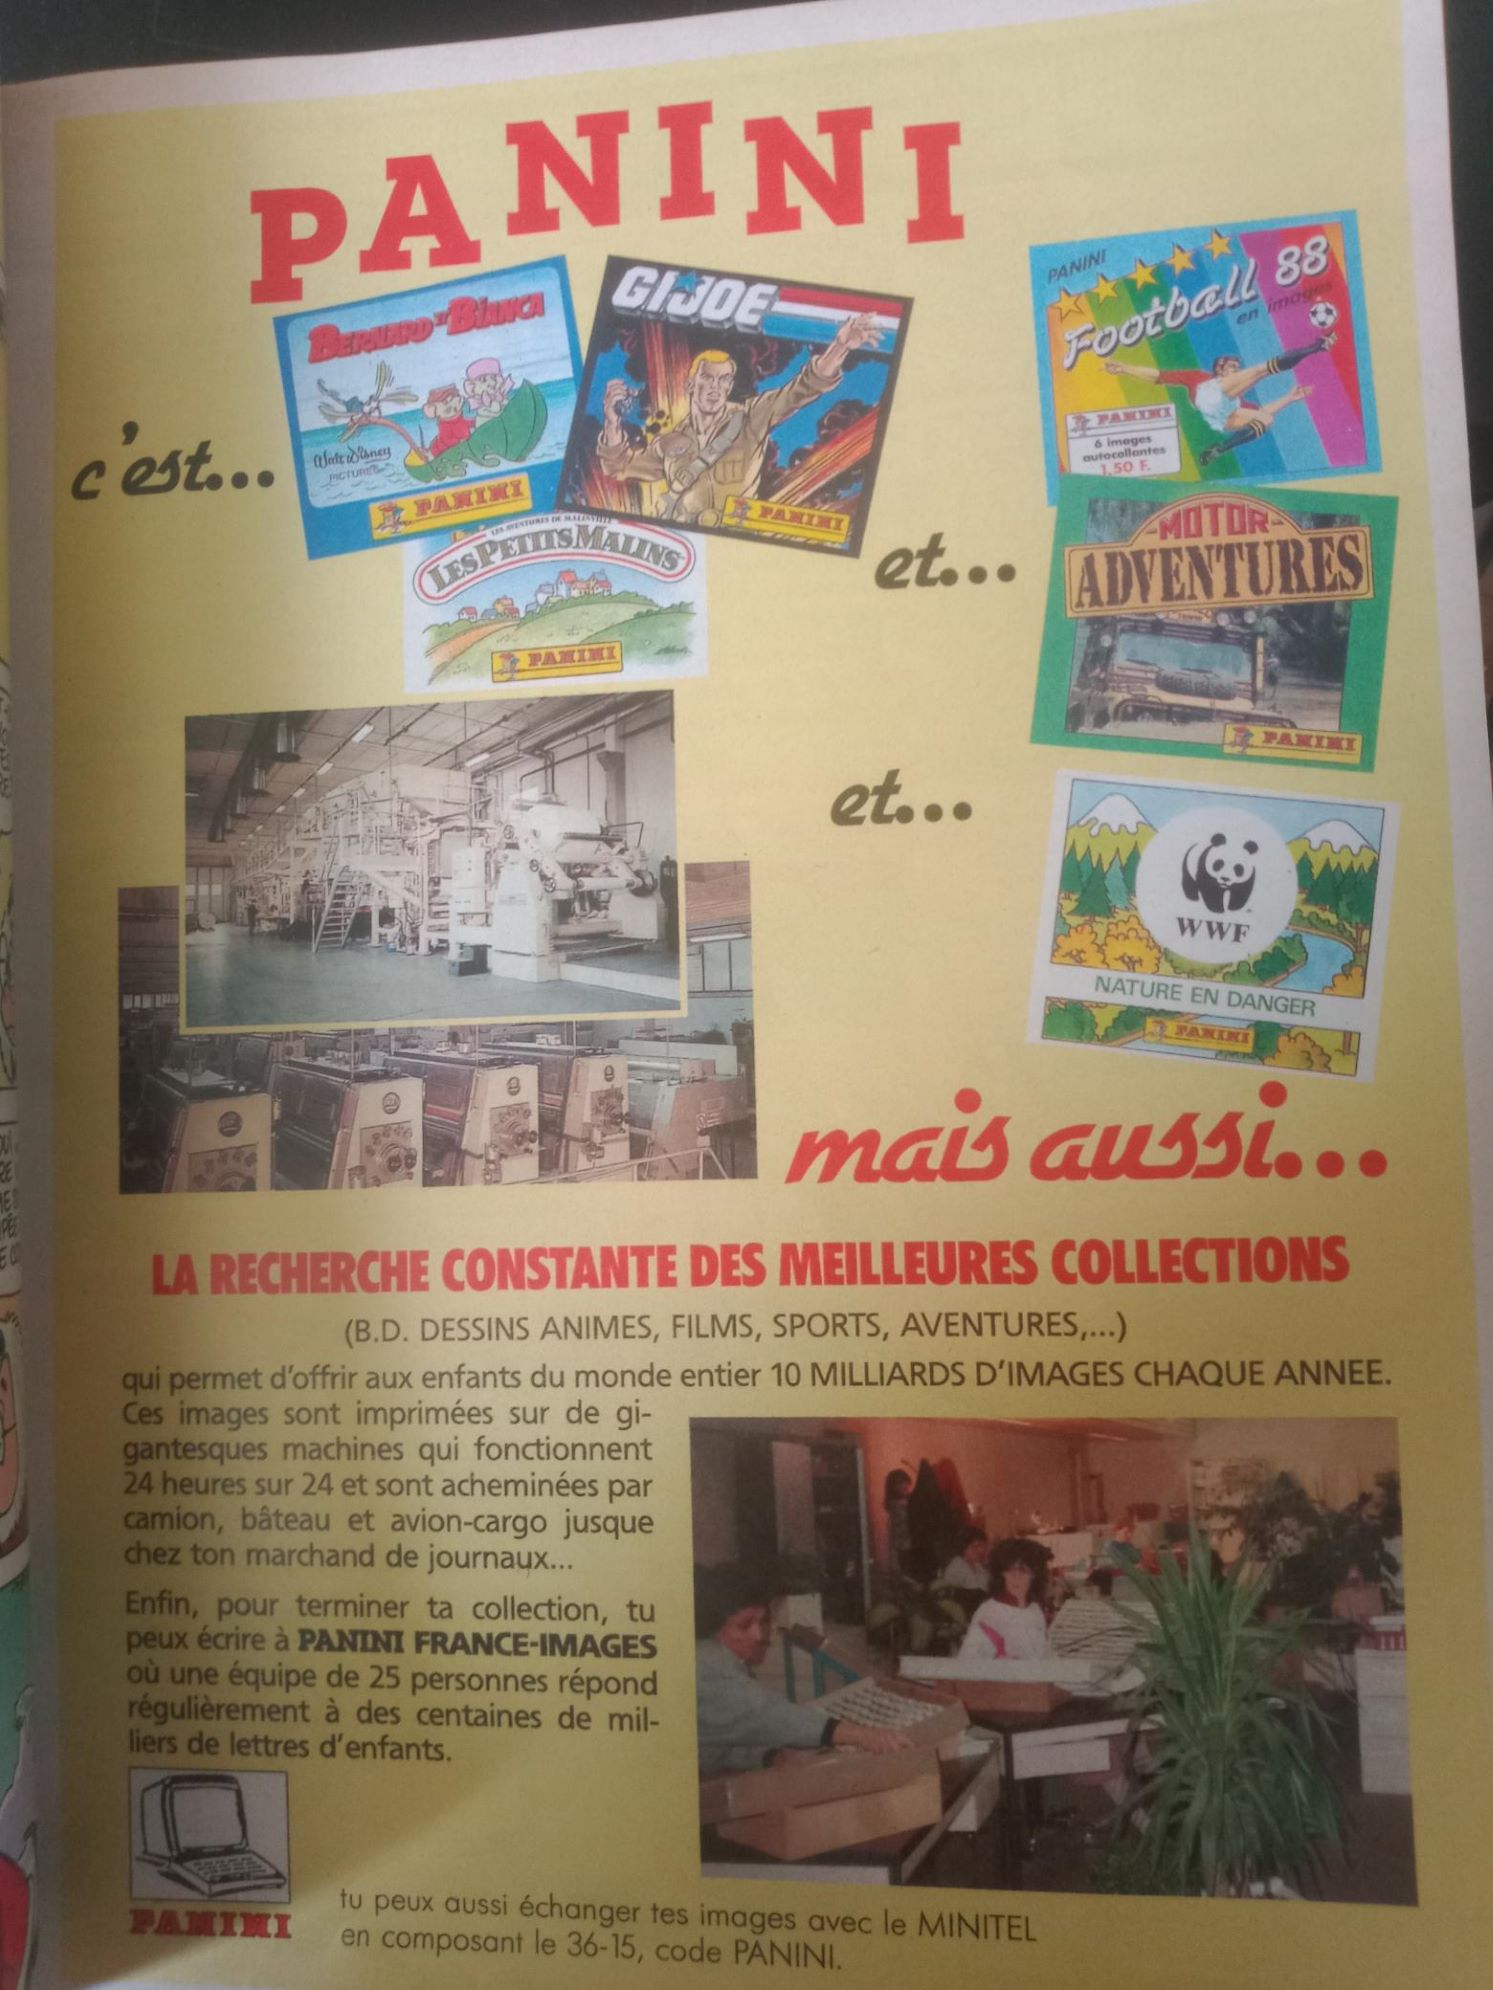 PANINI
c'est...
BERNARD ET BIANCA
Walt Disney
PICTURES
PANINI
GI JOE
PANINI
LES AVENTURES DE MALINVILLE
LES PETITS MALINS
PANINI
et...
PANINI
Football 88
en images
PANINI
6 images
autocollantes
1,50 F.
MOTOR
ADVENTURES
PANINI
et...
WWF
NATURE EN DANGER
PANINI
mais aussi...
LA RECHERCHE CONSTANTE DES MEILLEURES COLLECTIONS
(B.D. DESSINS ANIMES, FILMS, SPORTS, AVENTURES,...)
qui permet d'offrir aux enfants du monde entier 10 MILLIARDS D'IMAGES CHAQUE ANNEE.
Ces images sont imprimées sur de gi-
gantesques machines qui fonctionnent
24 heures sur 24 et sont acheminées par
camion, bâteau et avion-cargo jusque
chez ton marchand de journaux...
Enfin, pour terminer ta collection, tu
peux écrire à PANINI FRANCE-IMAGES
où une équipe de 25 personnes répond
régulièrement à des centaines de mil-
liers de lettres d'enfants.
PANINI
tu peux aussi échanger tes images avec le MINITEL
en composant le 36-15, code PANINI.